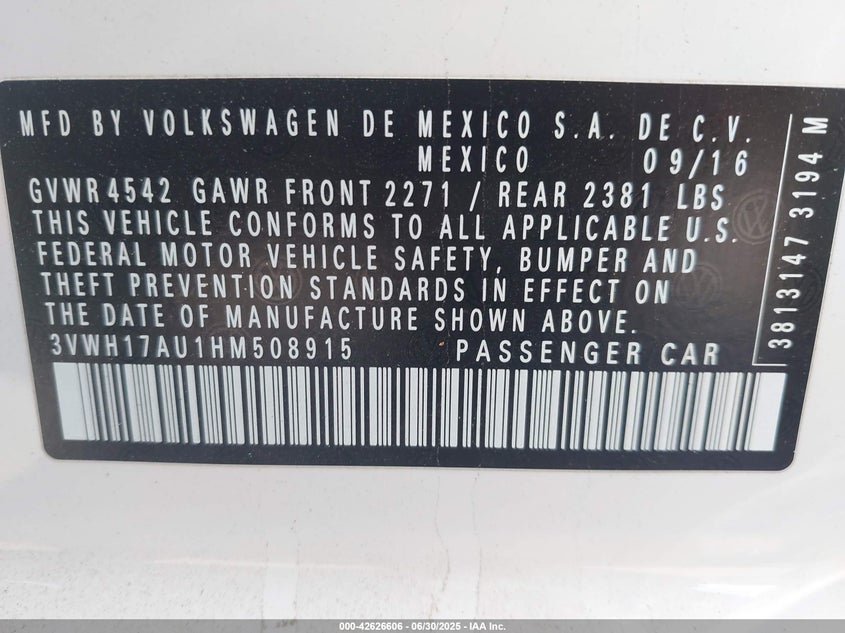 MFD BY VOLKSWAGEN DE MEXICO S.A. DE C.V.
MEXICO 09/16
GVWR 4542 GAWR FRONT 2271 / REAR 2381 LBS
THIS VEHICLE CONFORMS TO ALL APPLICABLE U.S.
FEDERAL MOTOR VEHICLE SAFETY, BUMPER AND
THEFT PREVENTION STANDARDS IN EFFECT ON
THE DATE OF MANUFACTURE SHOWN ABOVE.
3VWH17AU1HM508915 PASSENGER CAR
3813147 3194 M
000-42626606 - 06/30/2025 - IAA Inc.